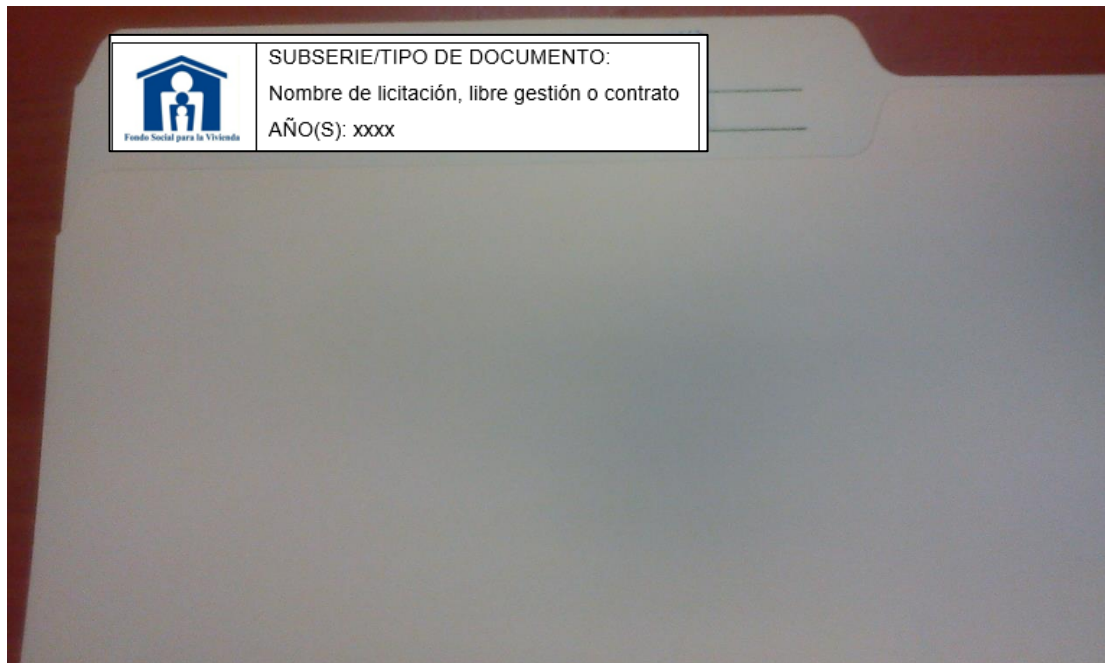 SUBSERIE/TIPO DE DOCUMENTO:
Nombre de licitación, libre gestión o contrato
AÑO(S): xxxx
Fondo Social para la Vivienda